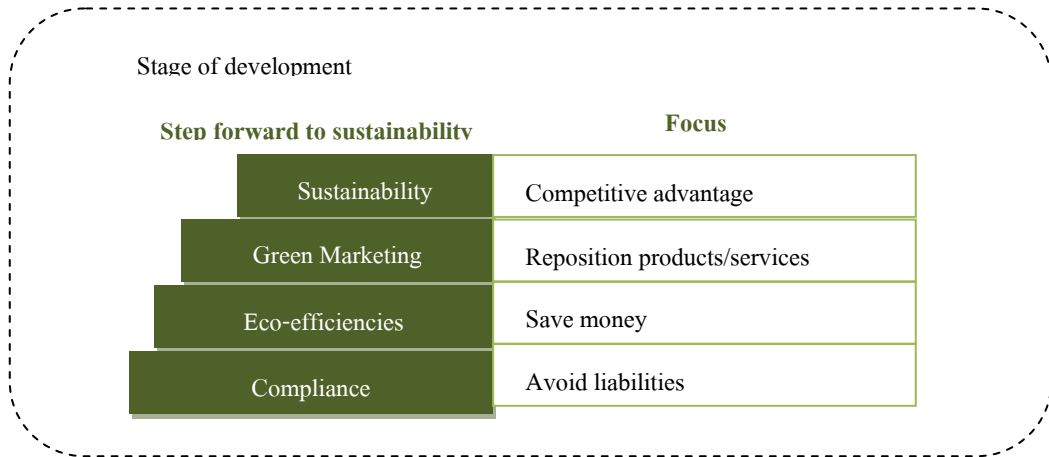 Stage of development
Step forward to sustainability
Focus
Sustainability
Competitive advantage
Green Marketing
Reposition products/services
Eco-efficiencies
Save money
Compliance
Avoid liabilities